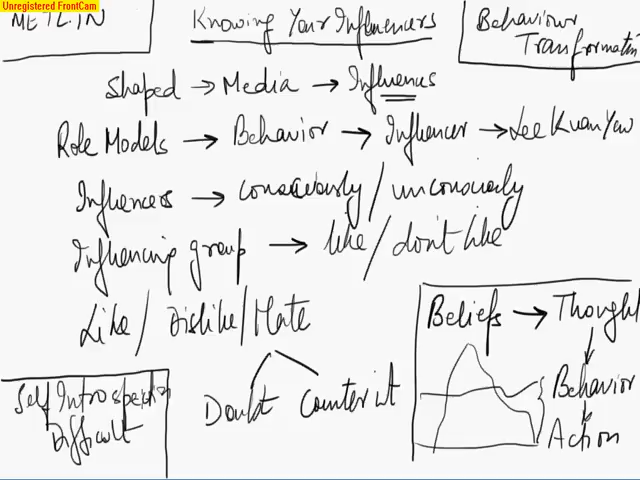 Unregistered FrontCam
METLIN
Knowing Your Influencers
Behaviour
Transformation
Shaped → Media → Influences
Role Models → Behavior → Influencer → Lee Kuan Yew
Influences → consciously / unconsciously
Influencing group → like / don't like
Like / Dislike / Hate
Doubt Counter it
Self Introspection
Difficult
Beliefs → Thought
Behavior
Action